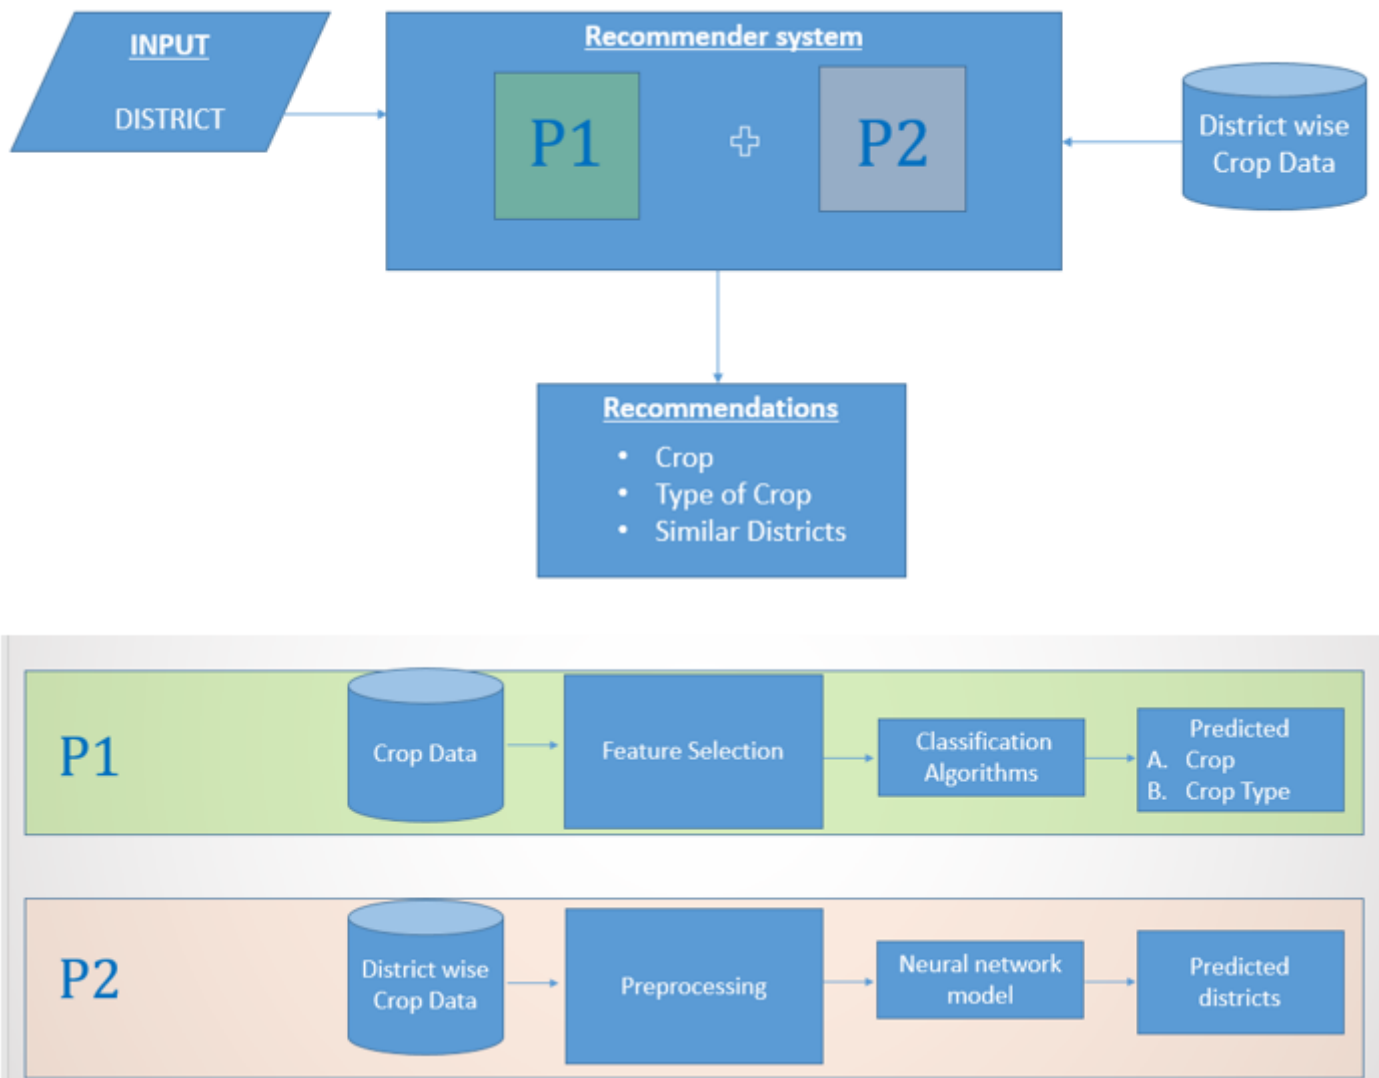 INPUT
DISTRICT
Recommender system
P1
P2
District wise
Crop Data
Recommendations
• Crop
• Type of Crop
• Similar Districts
P1
Crop Data
Feature Selection
Classification
Algorithms
Predicted
A. Crop
B. Crop Type
P2
District wise
Crop Data
Preprocessing
Neural network
model
Predicted
districts